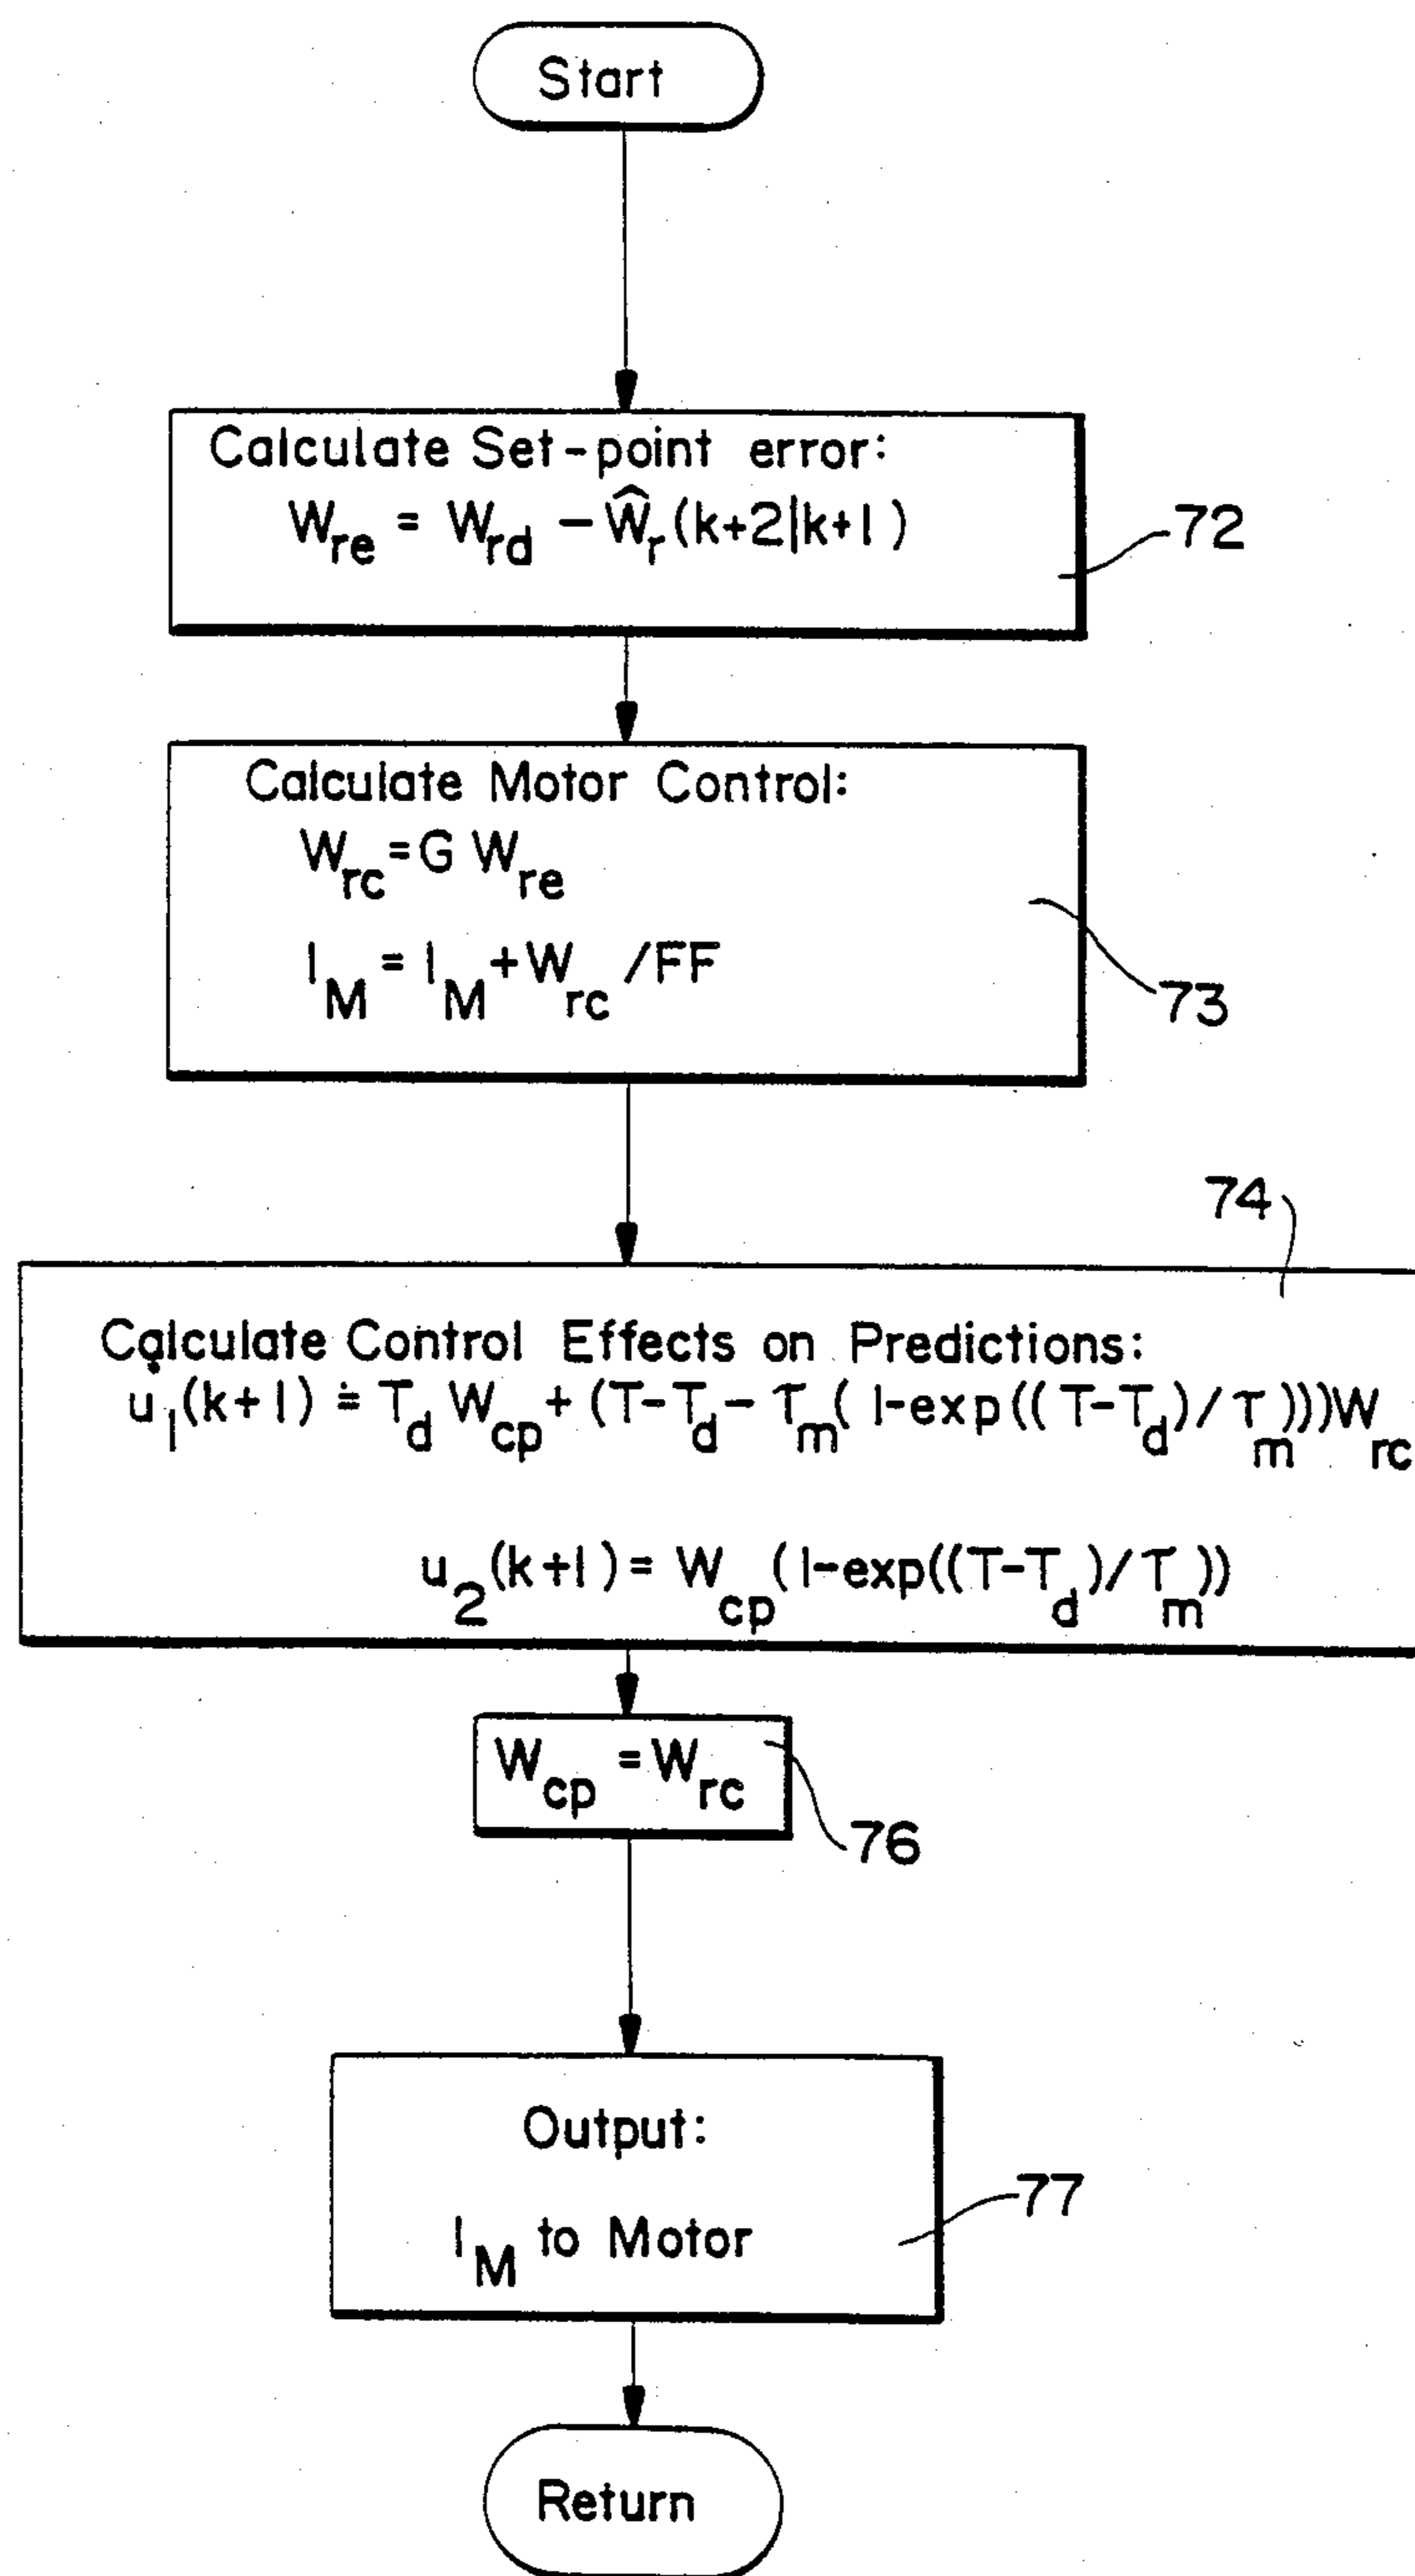 Start
Calculate Set-point error:
W_re = W_rd − Ŵ_r(k+2|k+1)
72
Calculate Motor Control:
W_rc = G W_re
I_M = I_M + W_rc /FF
73
74
Calculate Control Effects on Predictions:
u_1(k+1) = T_d W_cp + (T-T_d - τ_m( 1-exp((T-T_d)/τ_m)))W_rc
u_2(k+1) = W_cp(1-exp((T-T_d)/τ_m))
W_cp = W_rc
76
Output:
I_M to Motor
77
Return